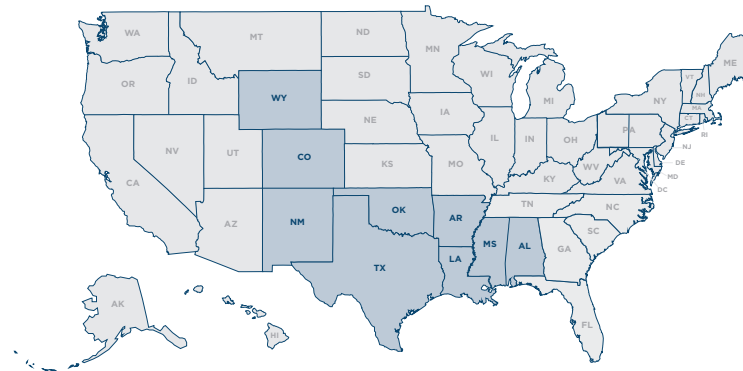 WA
MT
ND
MN
ME
VT
NH
OR
ID
SD
WI
MI
NY
MA
CT
RI
WY
IA
NE
PA
NJ
NV
UT
CO
IL
IN
OH
DE
MD
DC
CA
KS
MO
WV
KY
VA
TN
NC
AZ
NM
OK
AR
SC
MS
AL
GA
TX
LA
AK
HI
FL